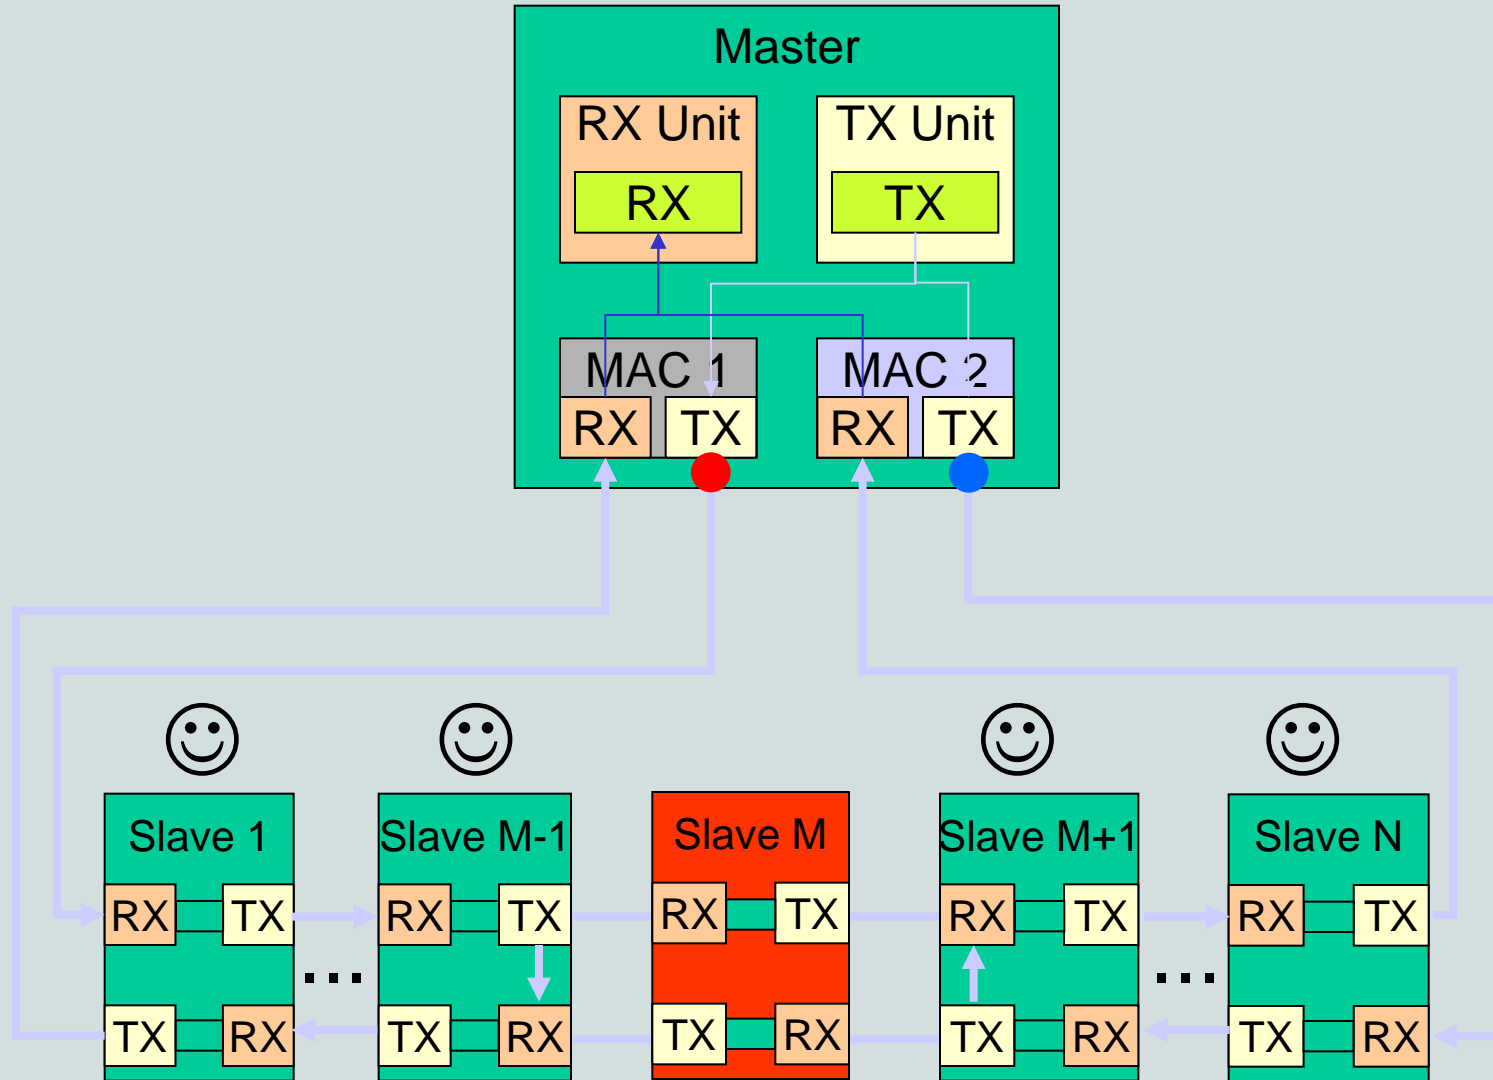 Master
RX Unit
TX Unit
RX
TX
MAC 1
MAC 2
RX
TX
RX
TX
Slave 1
Slave M-1
Slave M
Slave M+1
Slave N
RX
TX
RX
TX
RX
TX
RX
TX
RX
TX
...
...
TX
RX
TX
RX
TX
RX
TX
RX
TX
RX